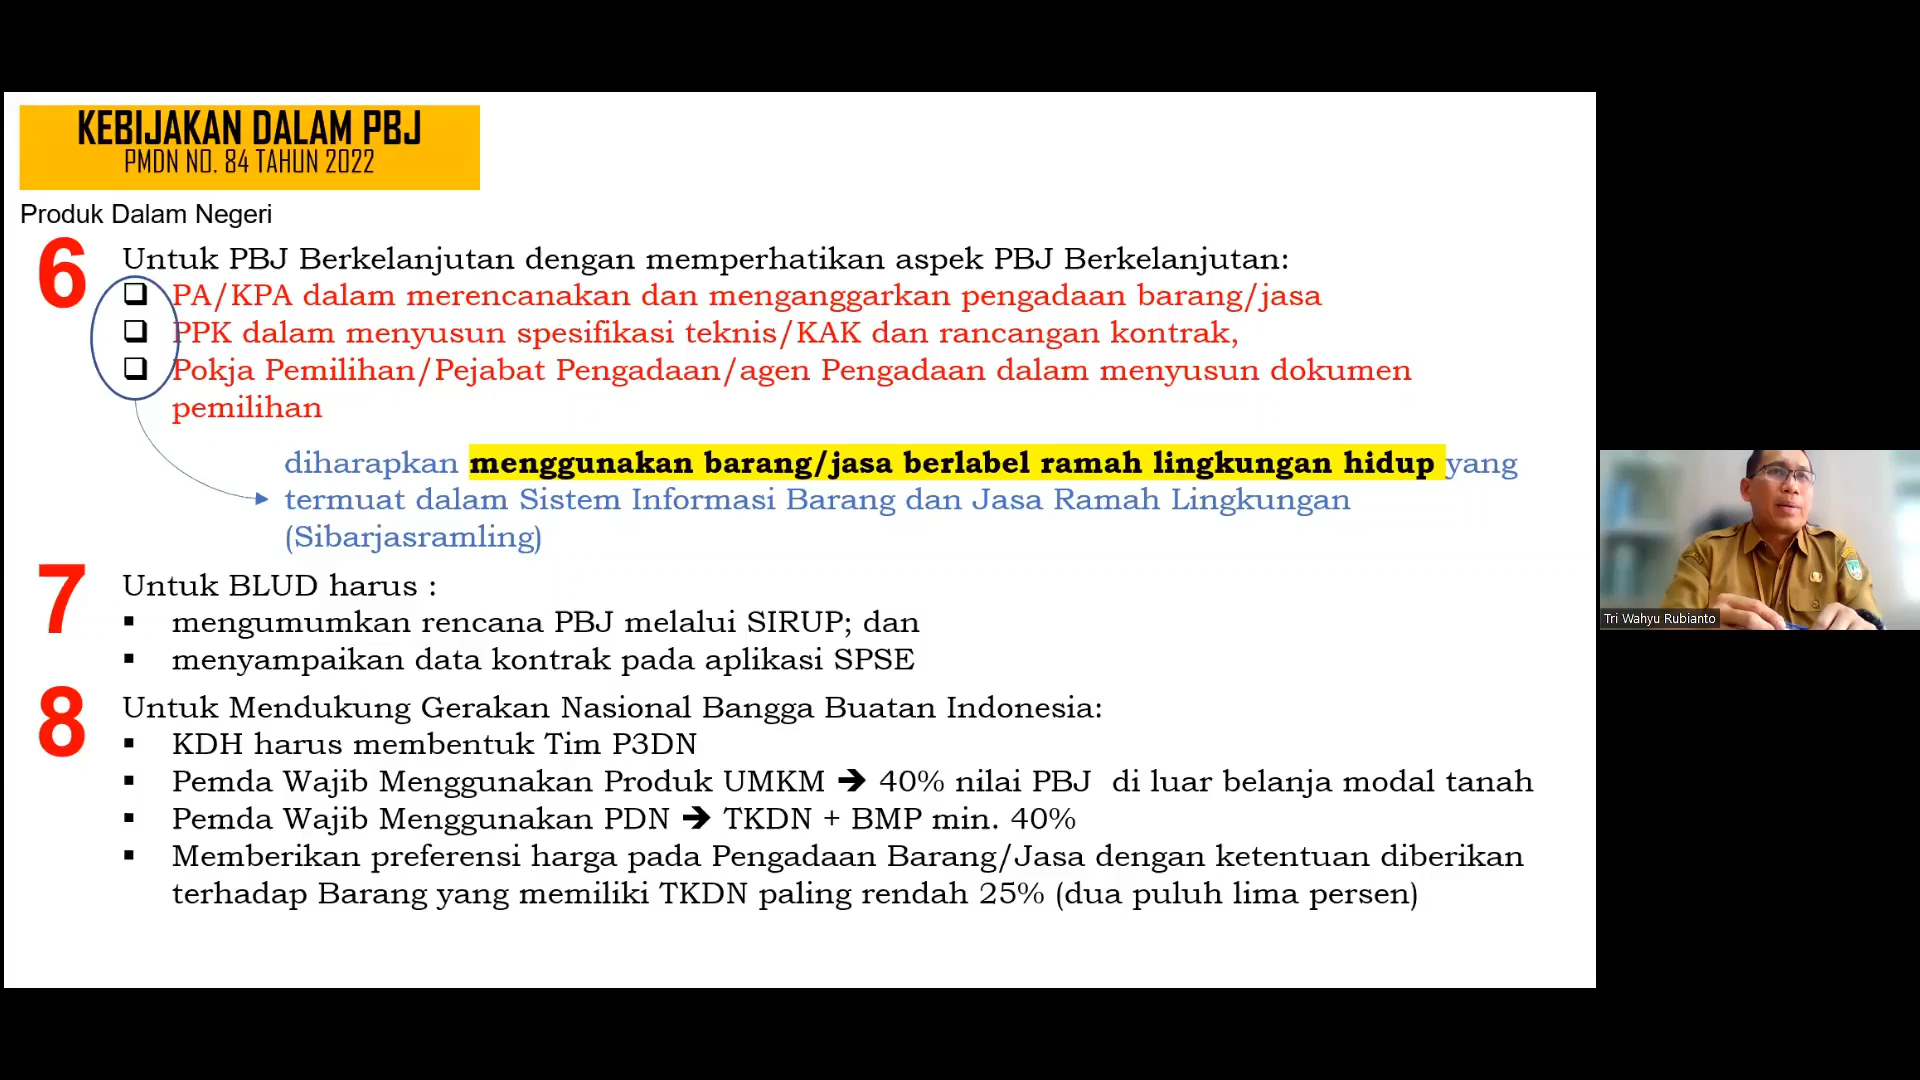 KEBIJAKAN DALAM PBJ
PMDN NO. 84 TAHUN 2022
Produk Dalam Negeri
6
Untuk PBJ Berkelanjutan dengan memperhatikan aspek PBJ Berkelanjutan:
❑ PA/KPA dalam merencanakan dan menganggarkan pengadaan barang/jasa
❑ PPK dalam menyusun spesifikasi teknis/KAK dan rancangan kontrak,
❑ Pokja Pemilihan/Pejabat Pengadaan/agen Pengadaan dalam menyusun dokumen
pemilihan
diharapkan menggunakan barang/jasa berlabel ramah lingkungan hidup yang
termuat dalam Sistem Informasi Barang dan Jasa Ramah Lingkungan
(Sibarjasramling)
7
Untuk BLUD harus :
▪ mengumumkan rencana PBJ melalui SIRUP; dan
▪ menyampaikan data kontrak pada aplikasi SPSE
8
Untuk Mendukung Gerakan Nasional Bangga Buatan Indonesia:
▪ KDH harus membentuk Tim P3DN
▪ Pemda Wajib Menggunakan Produk UMKM ➔ 40% nilai PBJ di luar belanja modal tanah
▪ Pemda Wajib Menggunakan PDN ➔ TKDN + BMP min. 40%
▪ Memberikan preferensi harga pada Pengadaan Barang/Jasa dengan ketentuan diberikan
terhadap Barang yang memiliki TKDN paling rendah 25% (dua puluh lima persen)
Tri Wahyu Rubianto